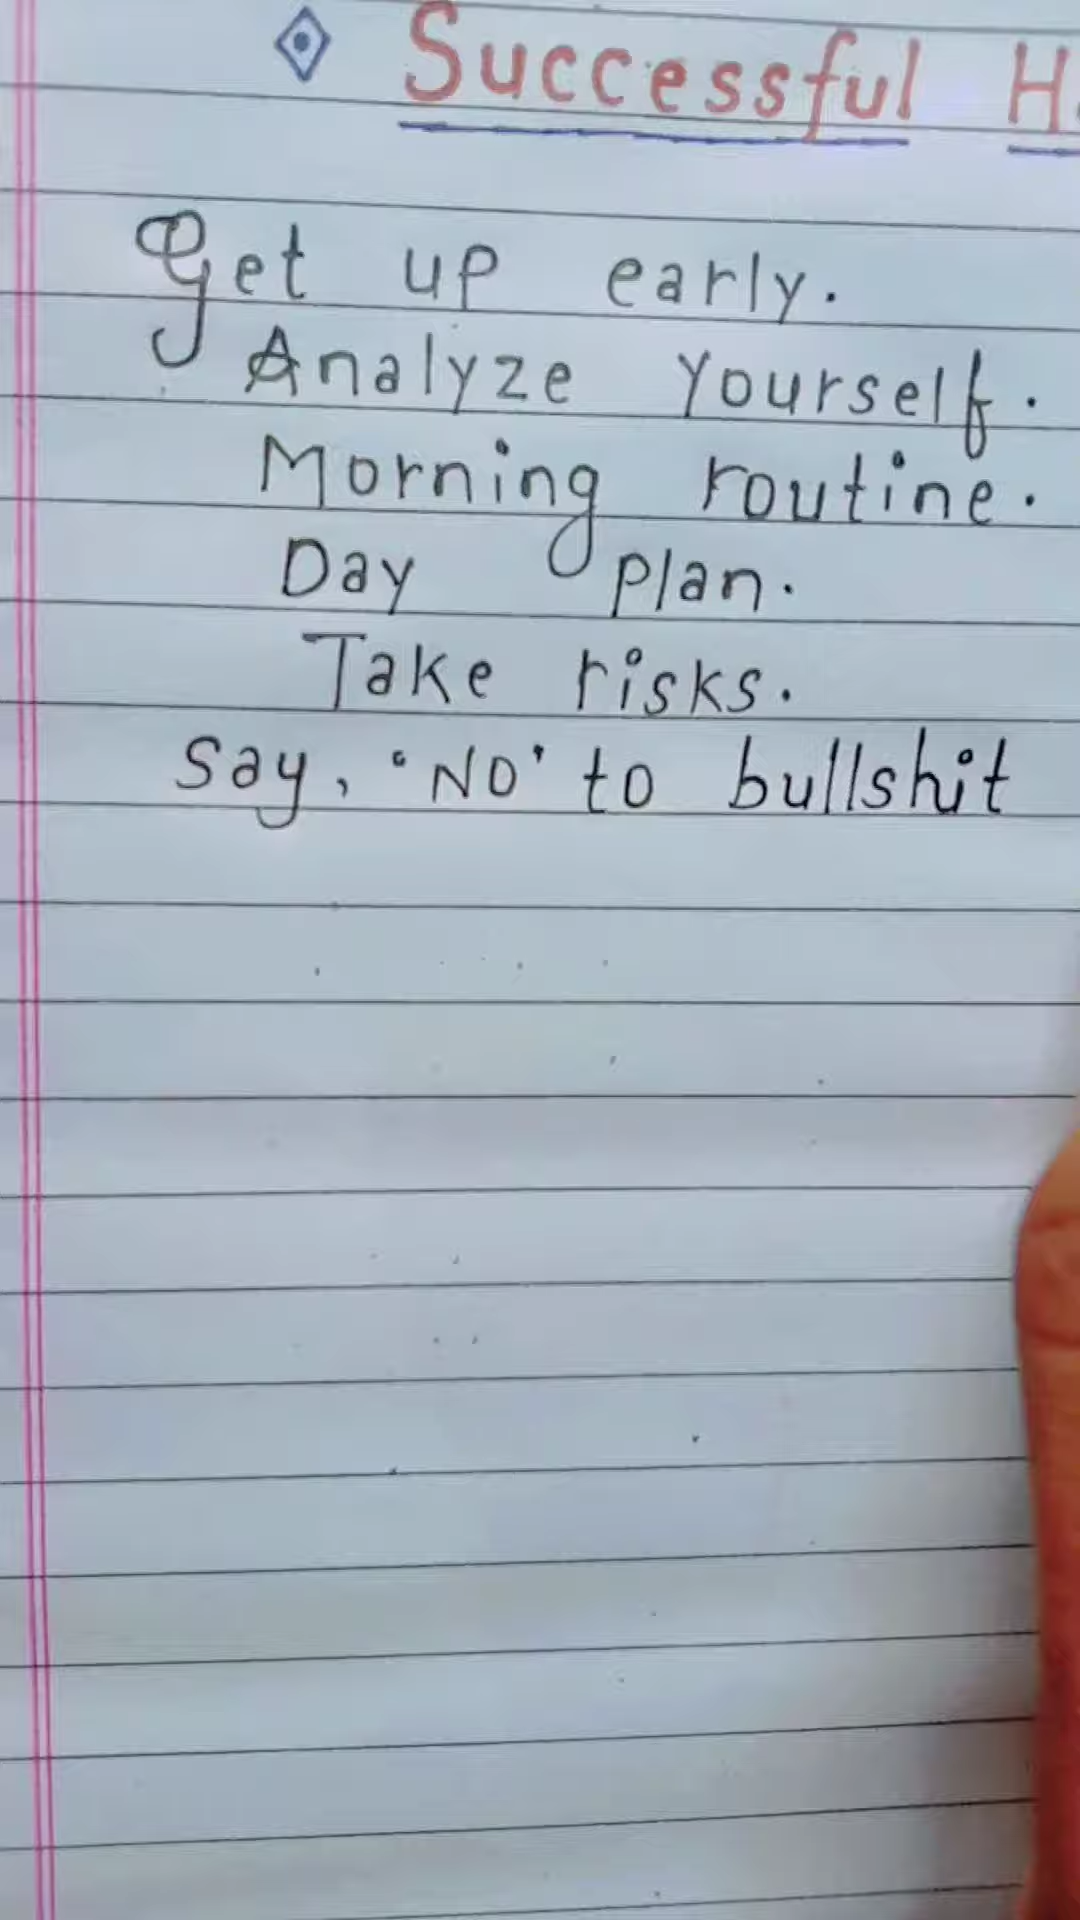 Successful H
Get up early.
Analyze Yourself.
Morning routine.
Day plan.
Take risks.
Say, 'NO' to bullshit